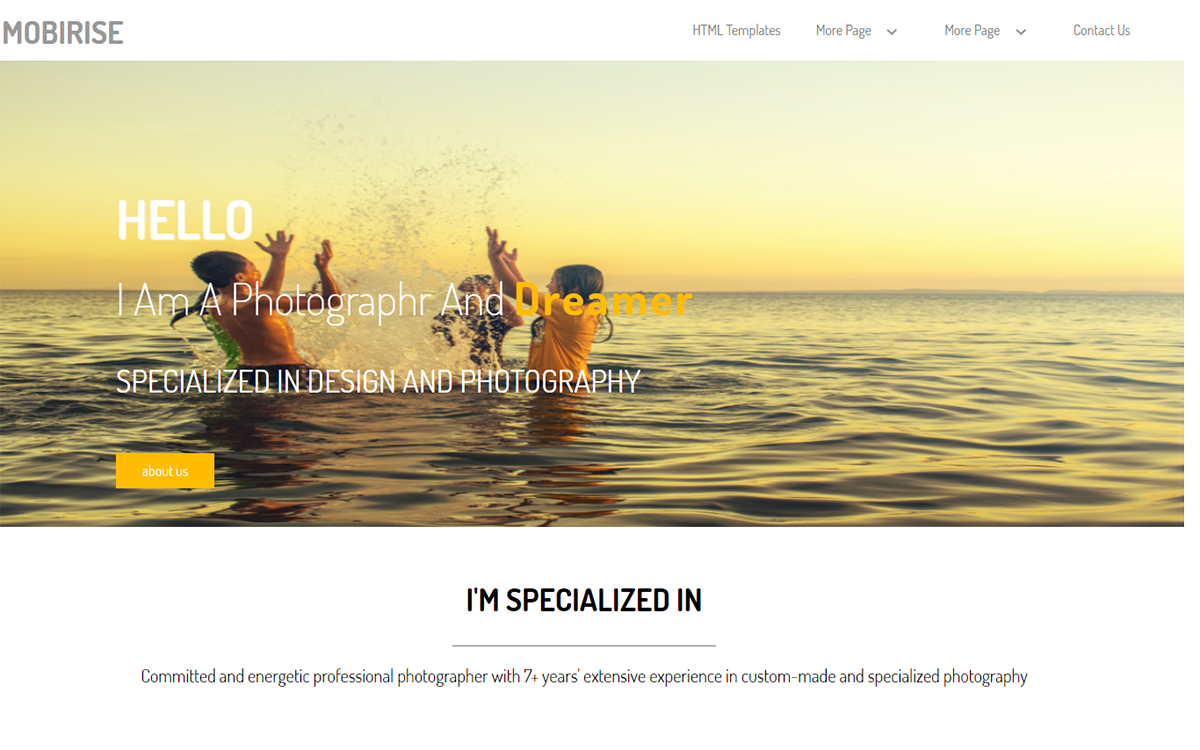 MOBIRISE
HTML Templates More Page More Page Contact Us
HELLO
I Am A Photographr And Dreamer
SPECIALIZED IN DESIGN AND PHOTOGRAPHY
about us
I'M SPECIALIZED IN
Committed and energetic professional photographer with 7+ years' extensive experience in custom-made and specialized photography